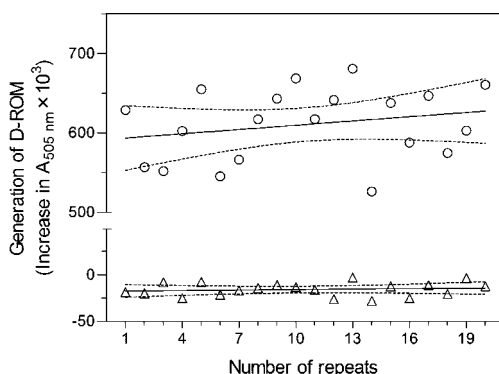 Generation of D-ROM
(Increase in A505 nm × 10³)
700
600
500
0
-50
1 4 7 10 13 16 19
Number of repeats